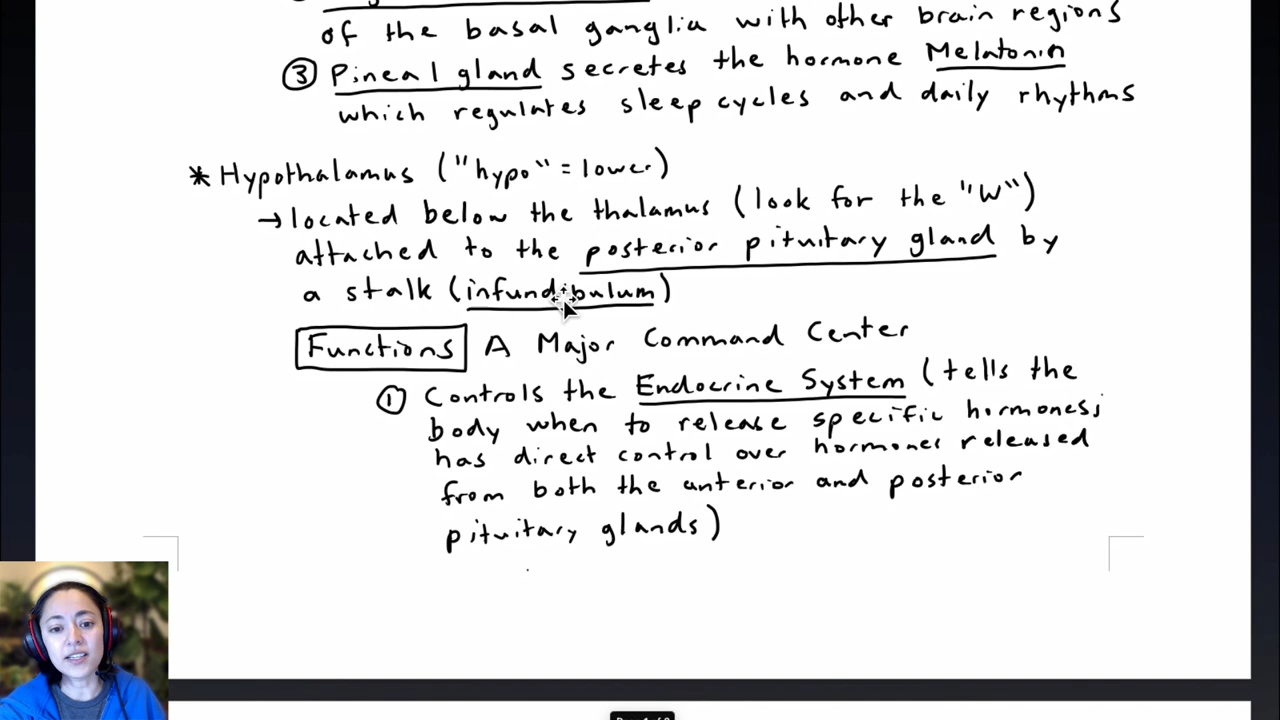 of the basal ganglia with other brain regions
③ Pineal gland secretes the hormone Melatonin
which regulates sleep cycles and daily rhythms
* Hypothalamus ("hypo" = lower)
→ located below the thalamus (look for the "W")
attached to the posterior pituitary gland by
a stalk (infundibulum)
Functions A Major Command Center
① Controls the Endocrine System (tells the
body when to release specific hormones;
has direct control over hormones released
from both the anterior and posterior
pituitary glands)